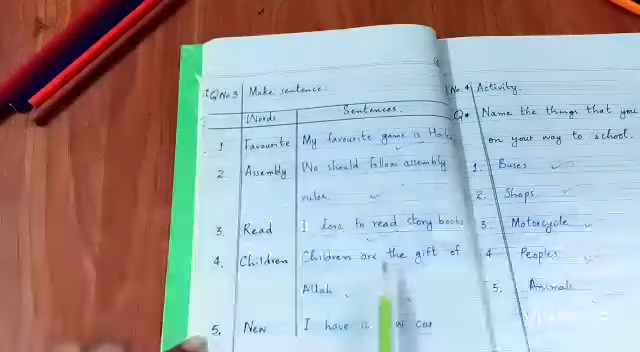 Q No 3 Make sentence.
Words Sentences.
1 Favourite My favourite game is
2. Assembly We should follow assembly
rules.
3. Read I love to read story books
4. Children Children are the gift of
Allah
5. New I have a car
No. 4 Activity.
Q. Name the things that you
on your way to school.
1. Buses
2. Shops.
3. Motorcycle
4 Peoples
5. Animals